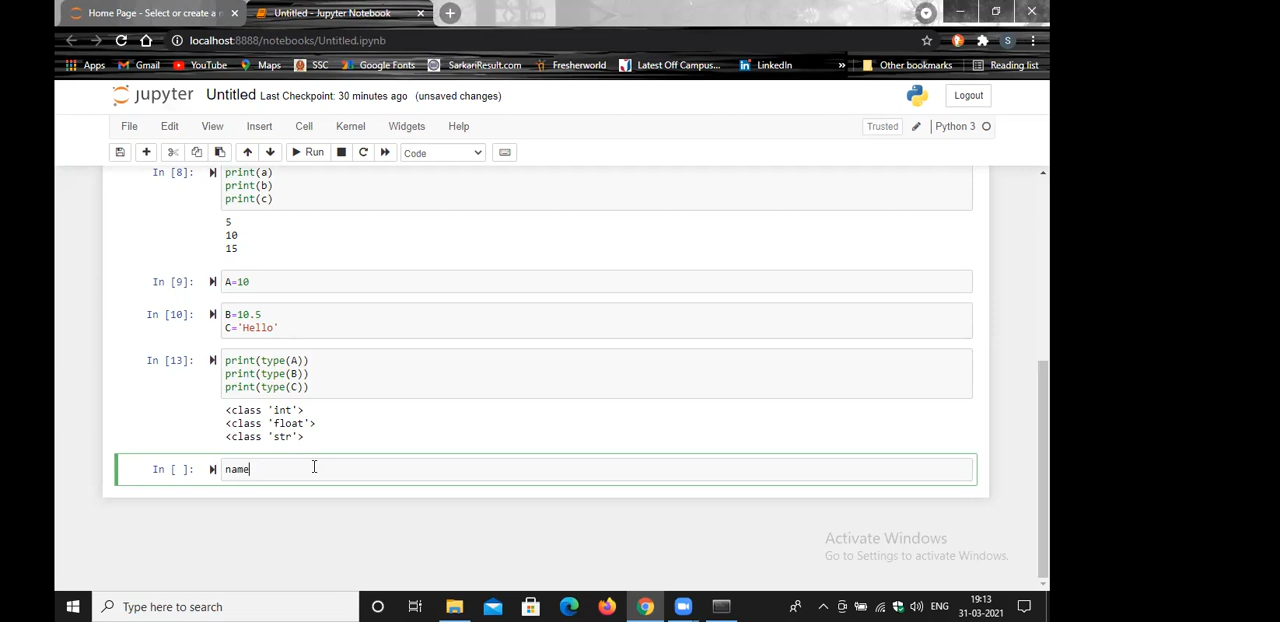 Home Page - Select or create a n
Untitled - Jupyter Notebook
localhost:8888/notebooks/Untitled.ipynb
S
Apps
Gmail
YouTube
Maps
SSC
Google Fonts
SarkariResult.com
Fresherworld
Latest Off Campus...
LinkedIn
»
Other bookmarks
Reading list
jupyter Untitled Last Checkpoint: 30 minutes ago (unsaved changes)
Logout
File Edit View Insert Cell Kernel Widgets Help
Trusted
Python 3
Run
Code
In [8]:
print(a)
print(b)
print(c)
5
10
15
In [9]:
A=10
In [10]:
B=10.5
C='Hello'
In [13]:
print(type(A))
print(type(B))
print(type(C))
<class 'int'>
<class 'float'>
<class 'str'>
In [ ]:
name
Activate Windows
Go to Settings to activate Windows.
Type here to search
ENG
19:13
31-03-2021